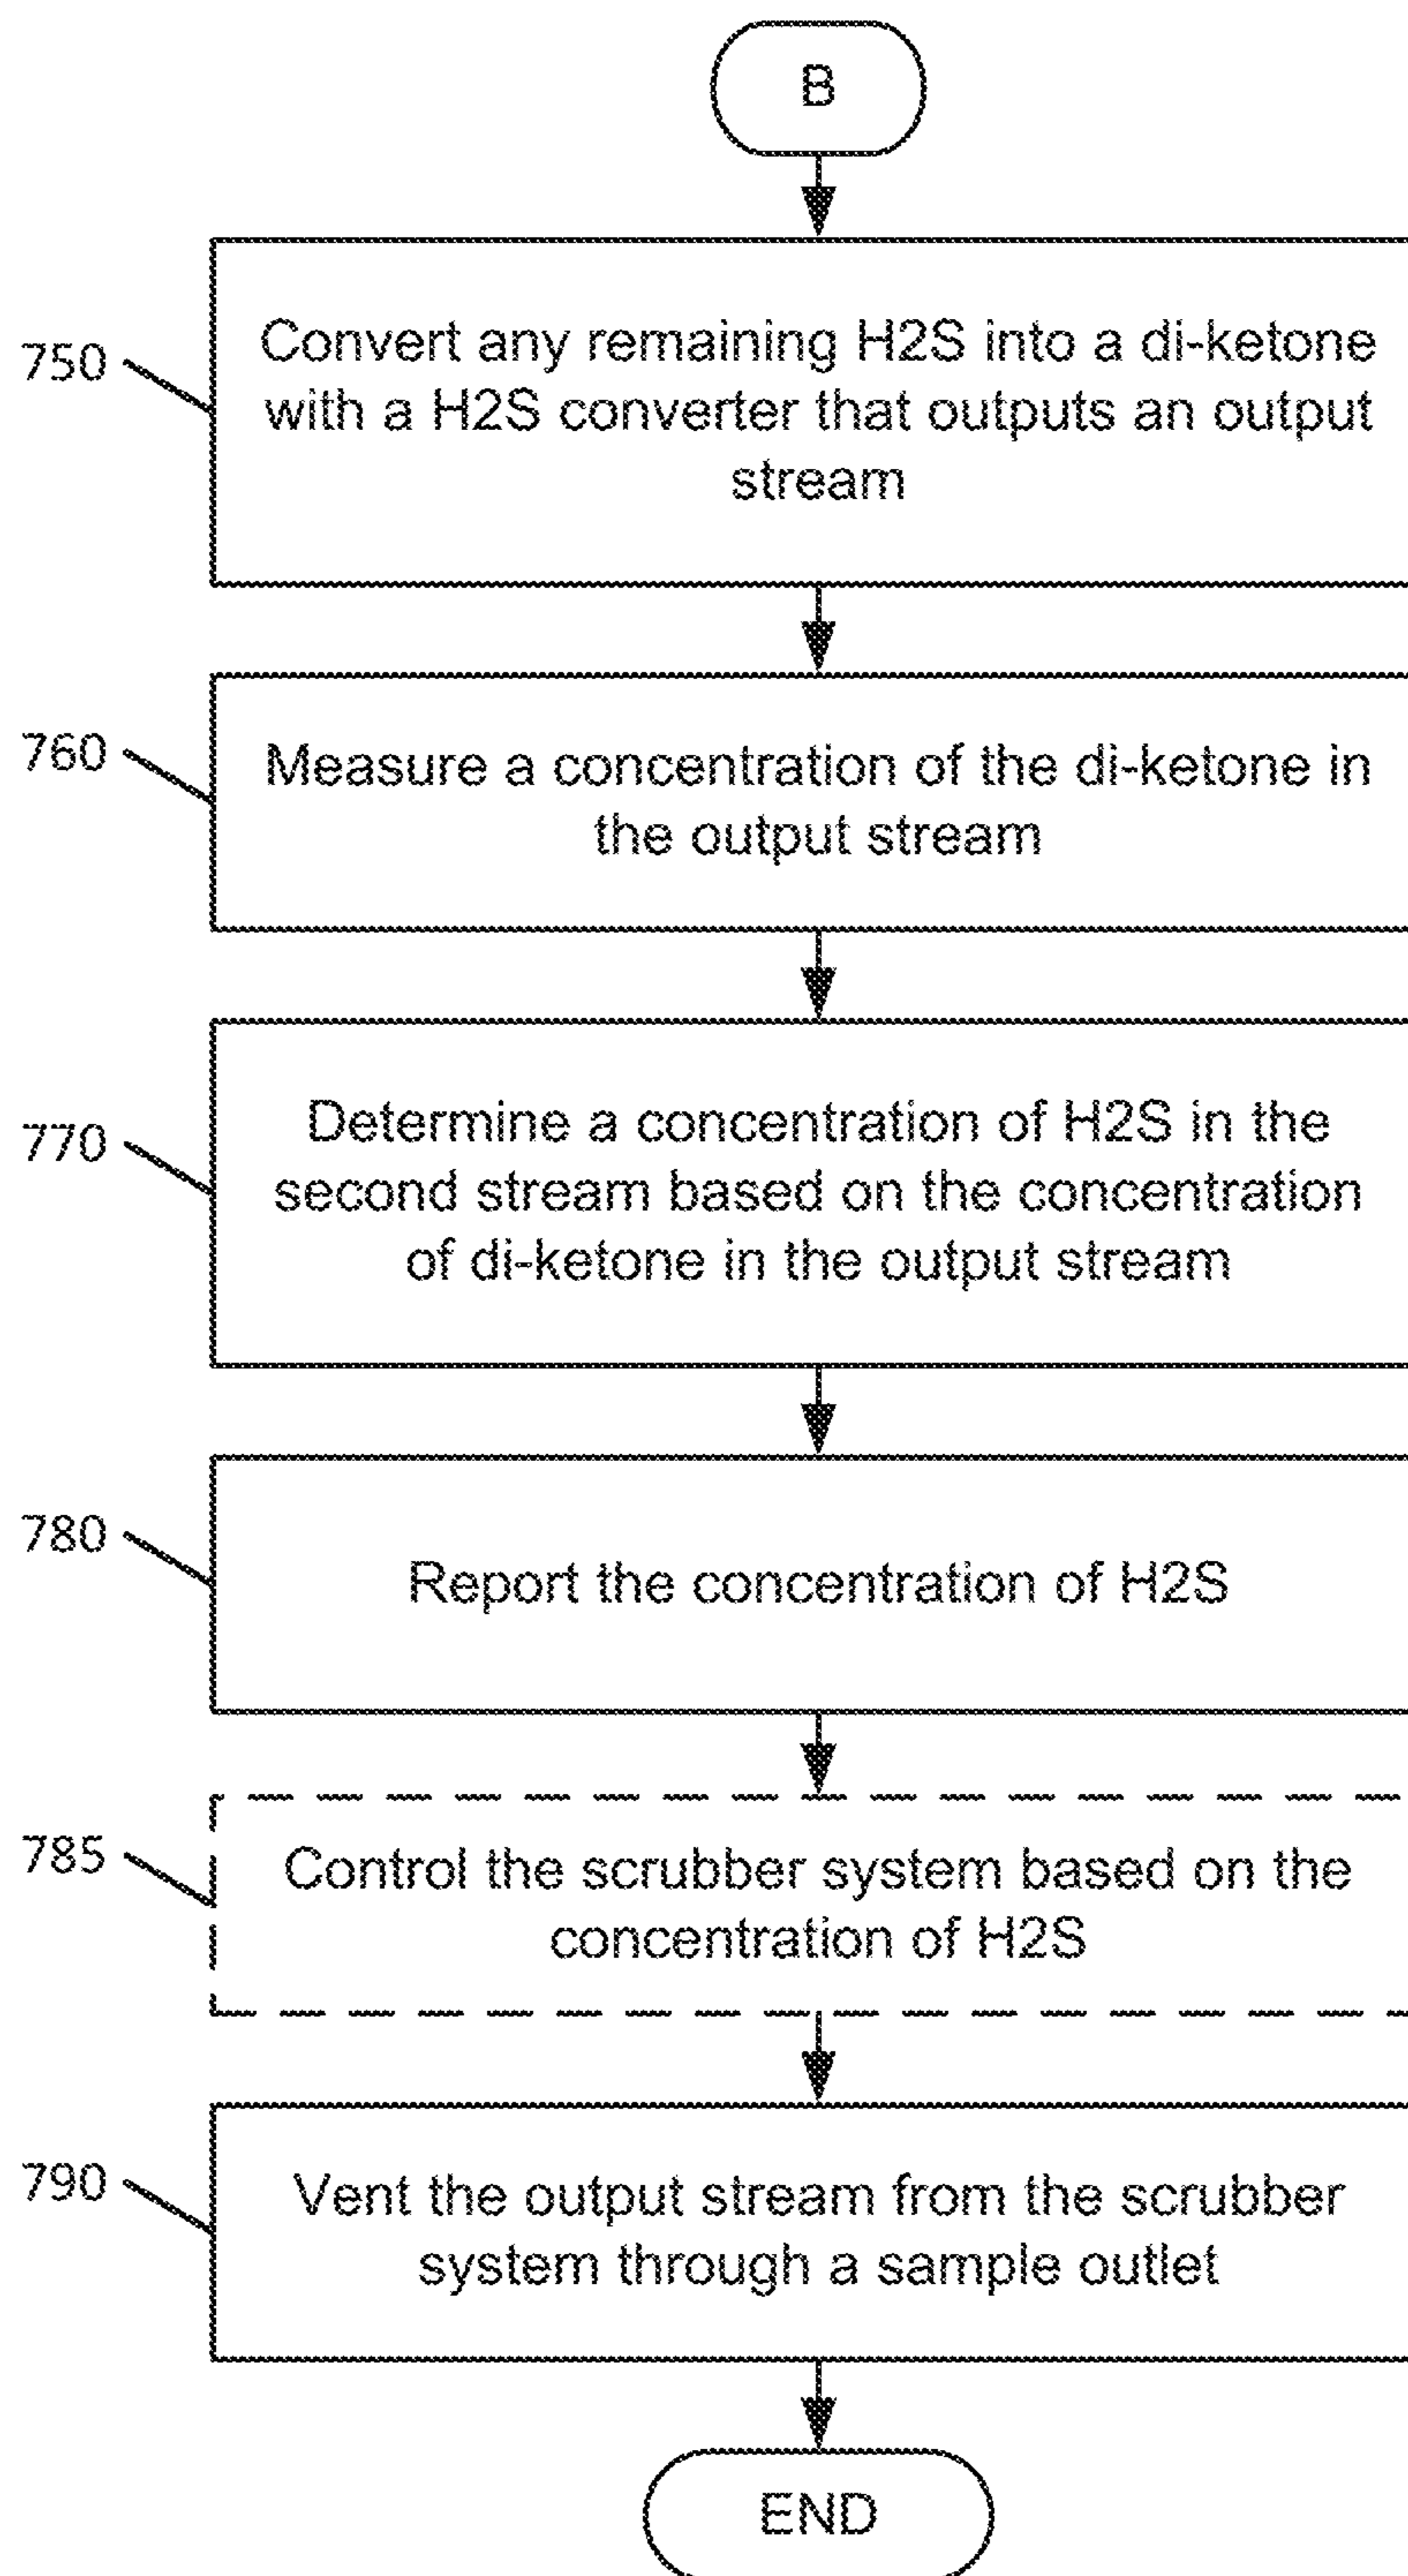 B
750
Convert any remaining H2S into a di-ketone
with a H2S converter that outputs an output
stream
760
Measure a concentration of the di-ketone in
the output stream
770
Determine a concentration of H2S in the
second stream based on the concentration
of di-ketone in the output stream
780
Report the concentration of H2S
785
Control the scrubber system based on the
concentration of H2S
790
Vent the output stream from the scrubber
system through a sample outlet
END